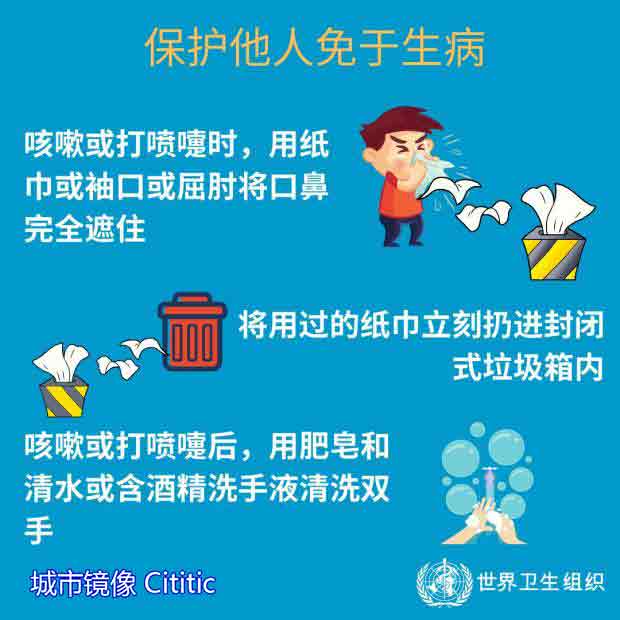 保护他人免于生病
咳嗽或打喷嚏时，用纸
巾或袖口或屈肘将口鼻
完全遮住
将用过的纸巾立刻扔进封闭
式垃圾箱内
咳嗽或打喷嚏后，用肥皂和
清水或含酒精洗手液清洗双
手
城市镜像 Cititic
世界卫生组织